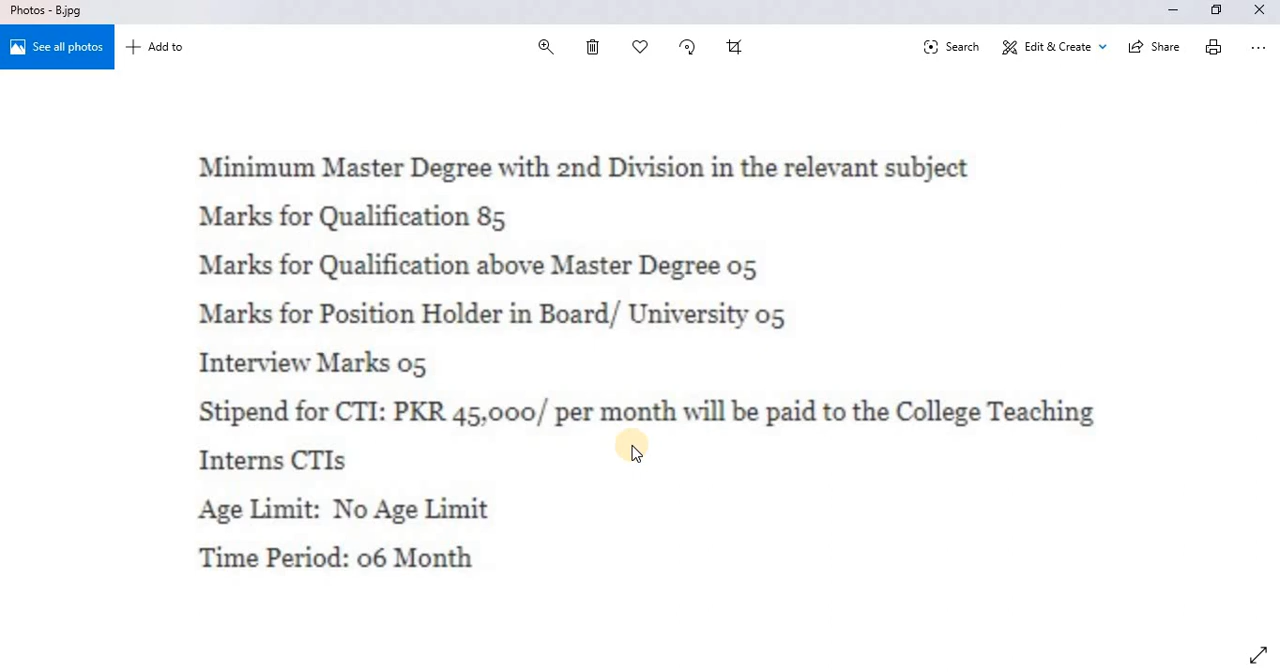 Photos - B.jpg
See all photos Add to Search Edit & Create Share
Minimum Master Degree with 2nd Division in the relevant subject
Marks for Qualification 85
Marks for Qualification above Master Degree 05
Marks for Position Holder in Board/ University 05
Interview Marks 05
Stipend for CTI: PKR 45,000/ per month will be paid to the College Teaching
Interns CTIs
Age Limit:  No Age Limit
Time Period: 06 Month